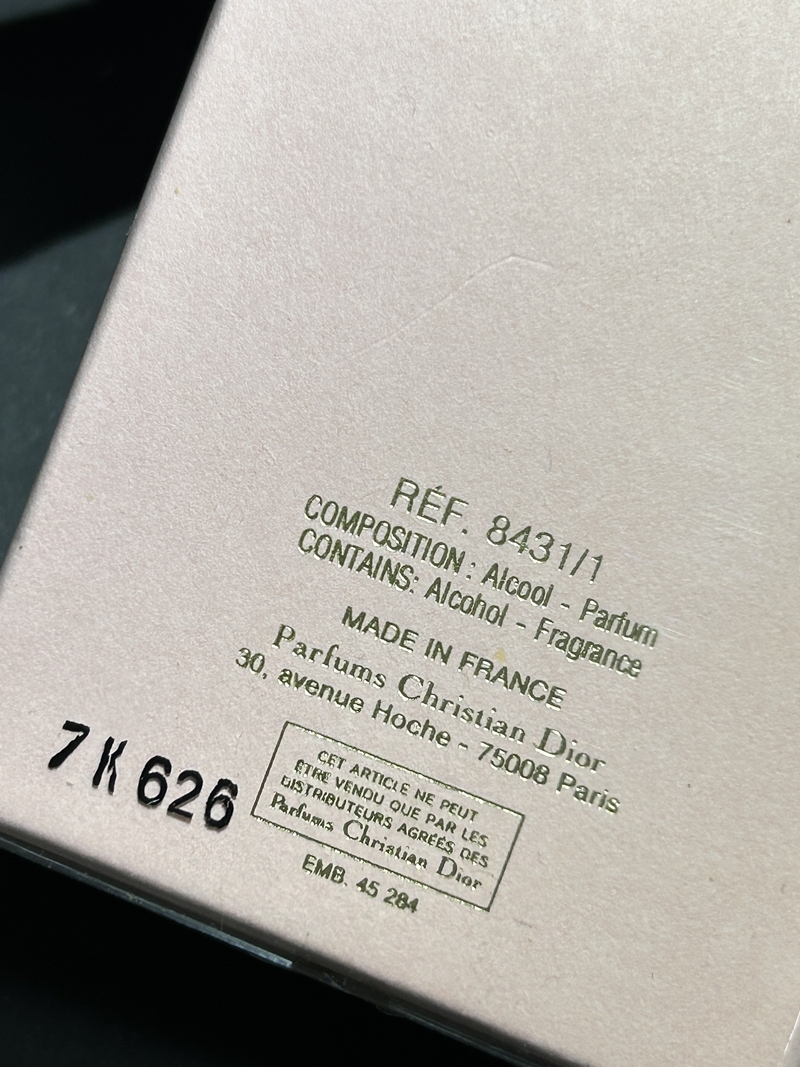 RÉF. 8431/1
COMPOSITION : Alcool - Parfum
CONTAINS: Alcohol - Fragrance
MADE IN FRANCE
Parfums Christian Dior
30, avenue Hoche - 75008 Paris
7 K 626
CET ARTICLE NE PEUT
ÊTRE VENDU QUE PAR LES
DISTRIBUTEURS AGRÉÉS DES
Parfums Christian Dior
EMB. 45 284